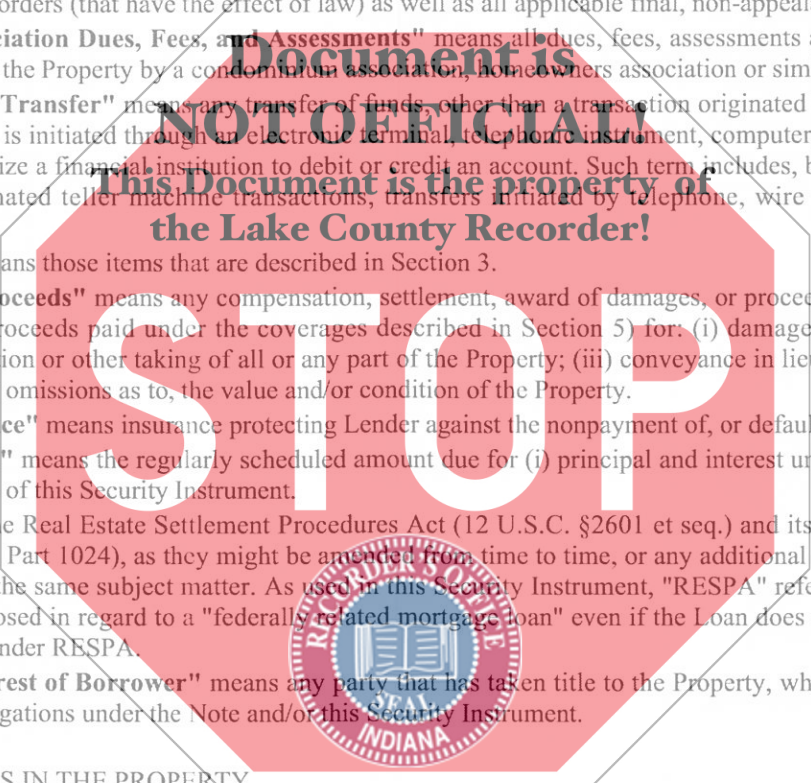 orders (that have the effect of law) as well as all applicable final, non-appeal
ciation Dues, Fees, and Assessments" means all dues, fees, assessments
the Property by a condominium association, homeowners association or sim
Document is
Transfer" means any transfer of funds, other than a transaction originated
NOT OFFICIAL!
is initiated through an electronic terminal, telephonic instrument, computer
ize a financial institution to debit or credit an account. Such term includes, b
This Document is the property of
nated teller machine transactions, transfers initiated by telephone, wire
the Lake County Recorder!
ans those items that are described in Section 3.
oceeds" means any compensation, settlement, award of damages, or procee
roceeds paid under the coverages described in Section 5) for: (i) damage
ion or other taking of all or any part of the Property; (iii) conveyance in lieu
omissions as to, the value and/or condition of the Property.
STOP
ce" means insurance protecting Lender against the nonpayment of, or defaul
" means the regularly scheduled amount due for (i) principal and interest un
of this Security Instrument.
e Real Estate Settlement Procedures Act (12 U.S.C. §2601 et seq.) and its
Part 1024), as they might be amended from time to time, or any additional
the same subject matter. As used in this Security Instrument, "RESPA" refe
osed in regard to a "federally related mortgage loan" even if the Loan does
nder RESPA.
RECORDER'S OFFICE
SEAL
INDIANA
rest of Borrower" means any party that has taken title to the Property, wh
gations under the Note and/or this Security Instrument.
S IN THE PROPERTY